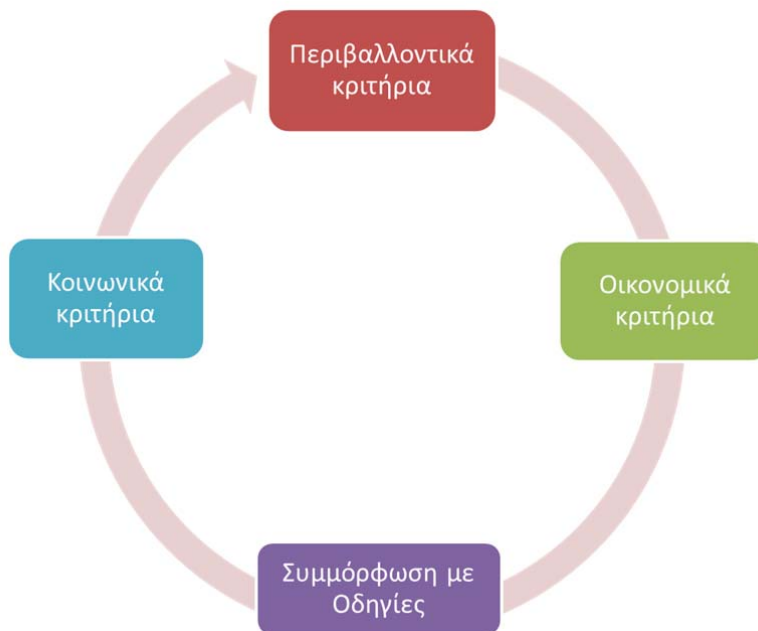 Περιβαλλοντικά
κριτήρια
Κοινωνικά
κριτήρια
Οικονομικά
κριτήρια
Συμμόρφωση με
Οδηγίες